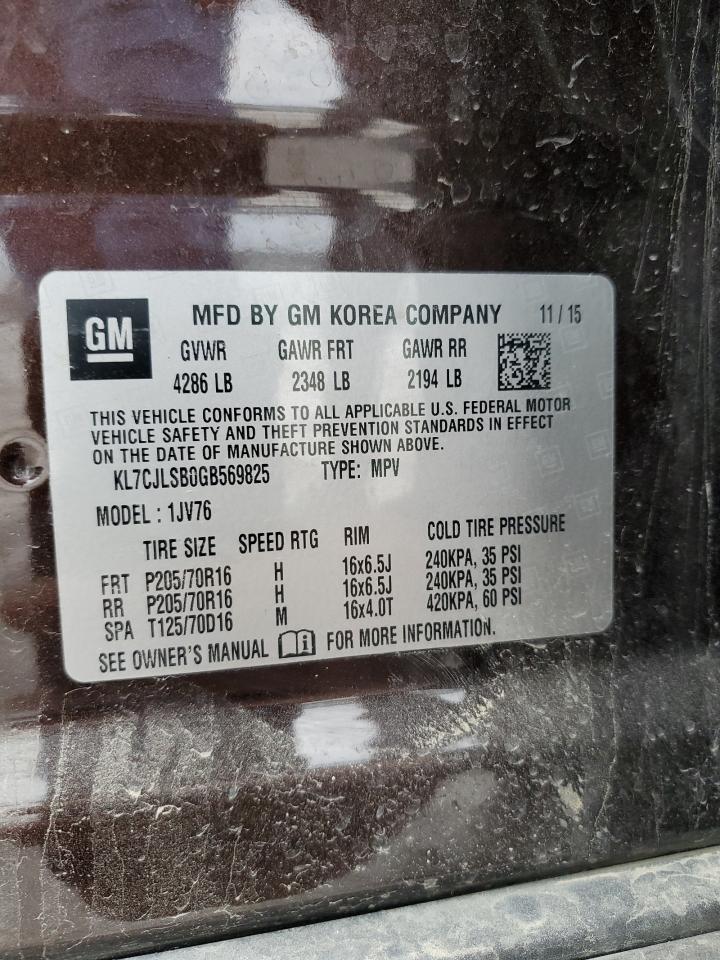 GM
MFD BY GM KOREA COMPANY 11 / 15
GVWR GAWR FRT GAWR RR
4286 LB 2348 LB 2194 LB
THIS VEHICLE CONFORMS TO ALL APPLICABLE U.S. FEDERAL MOTOR
VEHICLE SAFETY AND THEFT PREVENTION STANDARDS IN EFFECT
ON THE DATE OF MANUFACTURE SHOWN ABOVE.
KL7CJLSB0GB569825 TYPE: MPV
MODEL : 1JV76
TIRE SIZE SPEED RTG RIM COLD TIRE PRESSURE
FRT P205/70R16 H 16x6.5J 240KPA, 35 PSI
RR P205/70R16 H 16x6.5J 240KPA, 35 PSI
SPA T125/70D16 M 16x4.0T 420KPA, 60 PSI
SEE OWNER'S MANUAL i FOR MORE INFORMATION.